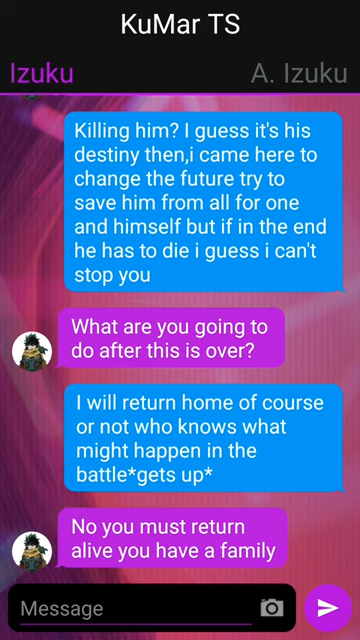 KuMar TS
Izuku
A. Izuku
Killing him? I guess it's his
destiny then,i came here to
change the future try to
save him from all for one
and himself but if in the end
he has to die i guess i can't
stop you
What are you going to
do after this is over?
I will return home of course
or not who knows what
might happen in the
battle*gets up*
No you must return
alive you have a family
Message